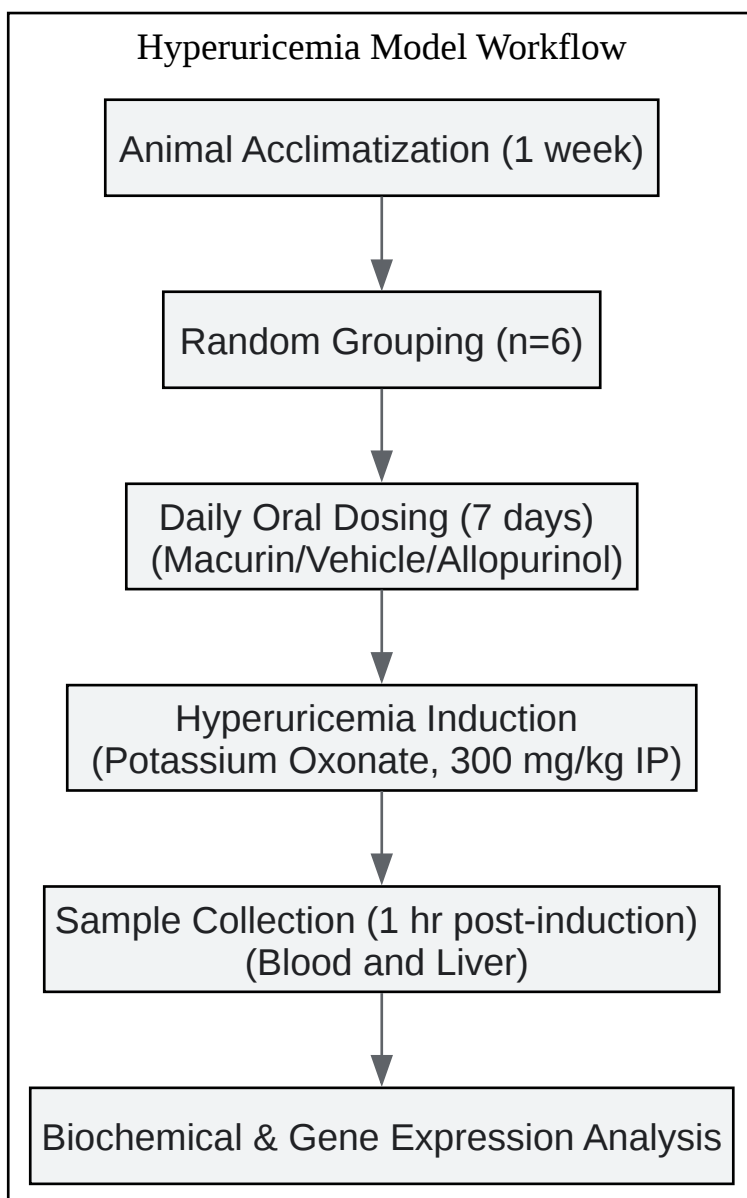 Hyperuricemia Model Workflow
Animal Acclimatization (1 week)
Random Grouping (n=6)
Daily Oral Dosing (7 days)
(Macurin/Vehicle/Allopurinol)
Hyperuricemia Induction
(Potassium Oxonate, 300 mg/kg IP)
Sample Collection (1 hr post-induction)
(Blood and Liver)
Biochemical & Gene Expression Analysis